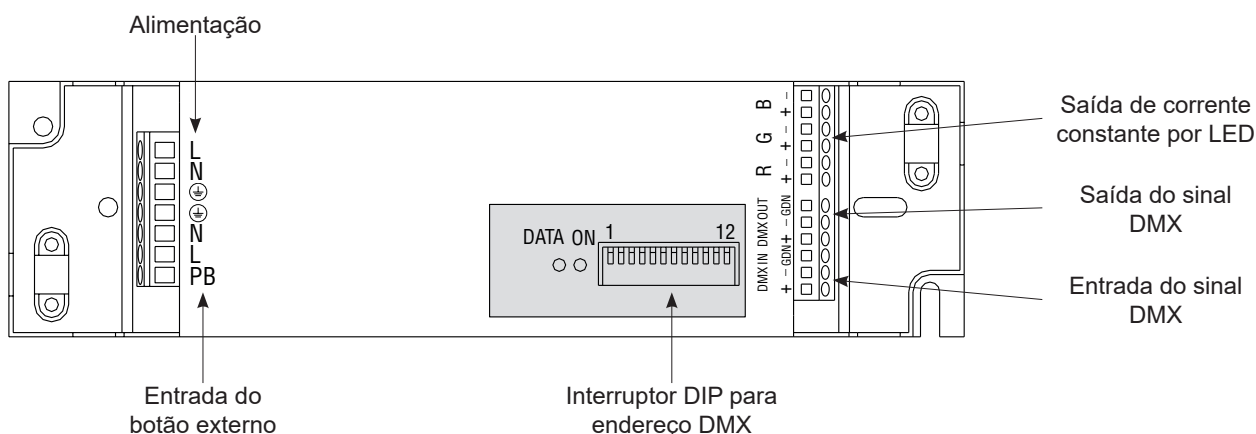 Alimentação
L
N
N
L
PB
DATA ON 1 12
B - +
G - +
R - +
DMX IN DMX OUT
+ - GDN + - GDN
Saída de corrente
constante por LED
Saída do sinal
DMX
Entrada do sinal
DMX
Entrada do
botão externo
Interruptor DIP para
endereço DMX